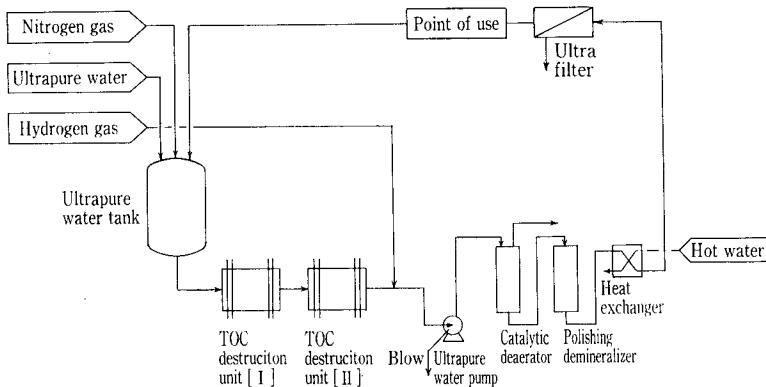 Nitrogen gas
Point of use
Ultra
filter
Ultrapure water
Hydrogen gas
Ultrapure
water tank
Hot water
Heat
exchanger
TOC
destruciton
unit [ I ]
TOC
destruciton
unit [ II ]
Blow
Ultrapure
water pump
Catalytic
deaerator
Polishing
demineralizer